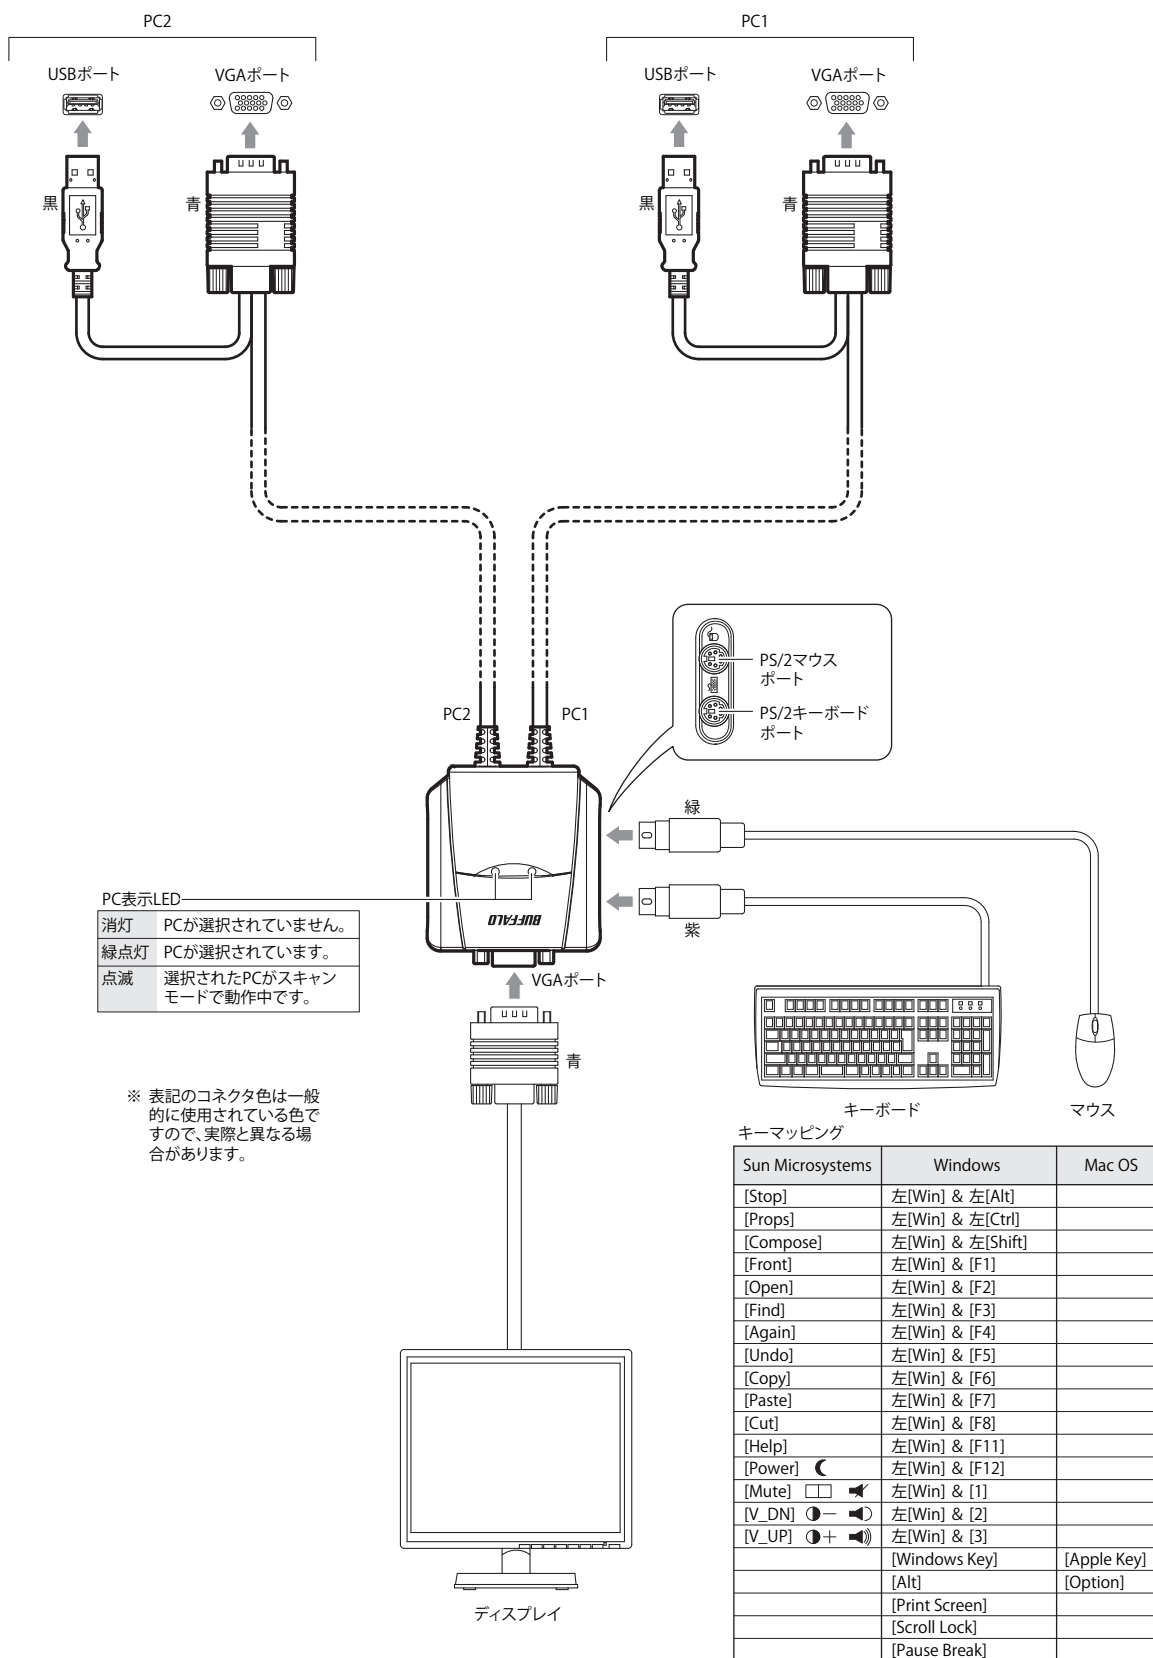 PC2
PC1
USBポート
VGAポート
USBポート
VGAポート
黒
青
黒
青
PS/2マウス
ポート
PS/2キーボード
ポート
PC2
PC1
緑
紫
BUFFALO
PC表示LED
消灯 PCが選択されていません。
緑点灯 PCが選択されています。
点滅 選択されたPCがスキャン
モードで動作中です。
VGAポート
青
※ 表記のコネクタ色は一般
的に使用されている色で
すので、実際と異なる場
合があります。
キーボード
マウス
ディスプレイ
キーマッピング
Sun Microsystems Windows Mac OS
[Stop] 左[Win] & 左[Alt]
[Props] 左[Win] & 左[Ctrl]
[Compose] 左[Win] & 左[Shift]
[Front] 左[Win] & [F1]
[Open] 左[Win] & [F2]
[Find] 左[Win] & [F3]
[Again] 左[Win] & [F4]
[Undo] 左[Win] & [F5]
[Copy] 左[Win] & [F6]
[Paste] 左[Win] & [F7]
[Cut] 左[Win] & [F8]
[Help] 左[Win] & [F11]
[Power] 左[Win] & [F12]
[Mute] 左[Win] & [1]
[V_DN] − 左[Win] & [2]
[V_UP] + 左[Win] & [3]
[Windows Key] [Apple Key]
[Alt] [Option]
[Print Screen]
[Scroll Lock]
[Pause Break]